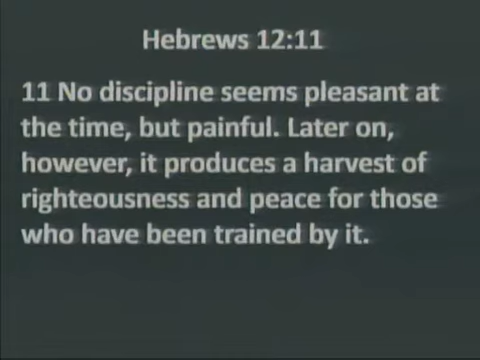 Hebrews 12:11
11 No discipline seems pleasant at
the time, but painful. Later on,
however, it produces a harvest of
righteousness and peace for those
who have been trained by it.